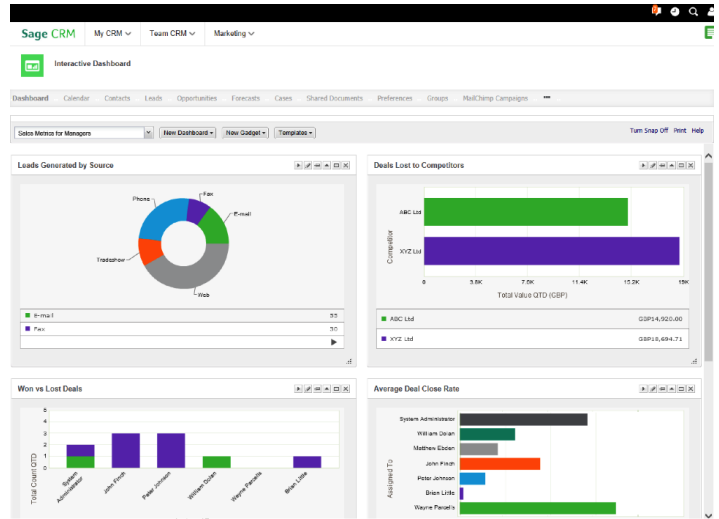 Sage CRM My CRM Team CRM Marketing
Interactive Dashboard
Dashboard Calendar Contacts Leads Opportunities Forecasts Cases Shared Documents Preferences Groups MailChimp Campaigns
Sales Metrics for Managers New Dashboard New Gadget Templates Turn Snap Off Print Help
Leads Generated by Source
Phone
Fax
E-mail
Tradeshow
Web
E-mail 55
Fax 30
Deals Lost to Competitors
Competitor
ABC Ltd
XYZ Ltd
0 3.8K 7.6K 11.4K 15.2K 19K
Total Value QTD (GBP)
ABC Ltd GBP14,920.00
XYZ Ltd GBP18,694.71
Won vs Lost Deals
Total Count QTD
5
4
3
2
1
0
System Administrator
John Finch
Peter Johnson
William Dolan
Wayne Parcells
Brian Little
Average Deal Close Rate
Assigned To
System Administrator
William Dolan
Matthew Ebden
John Finch
Peter Johnson
Brian Little
Wayne Parcells